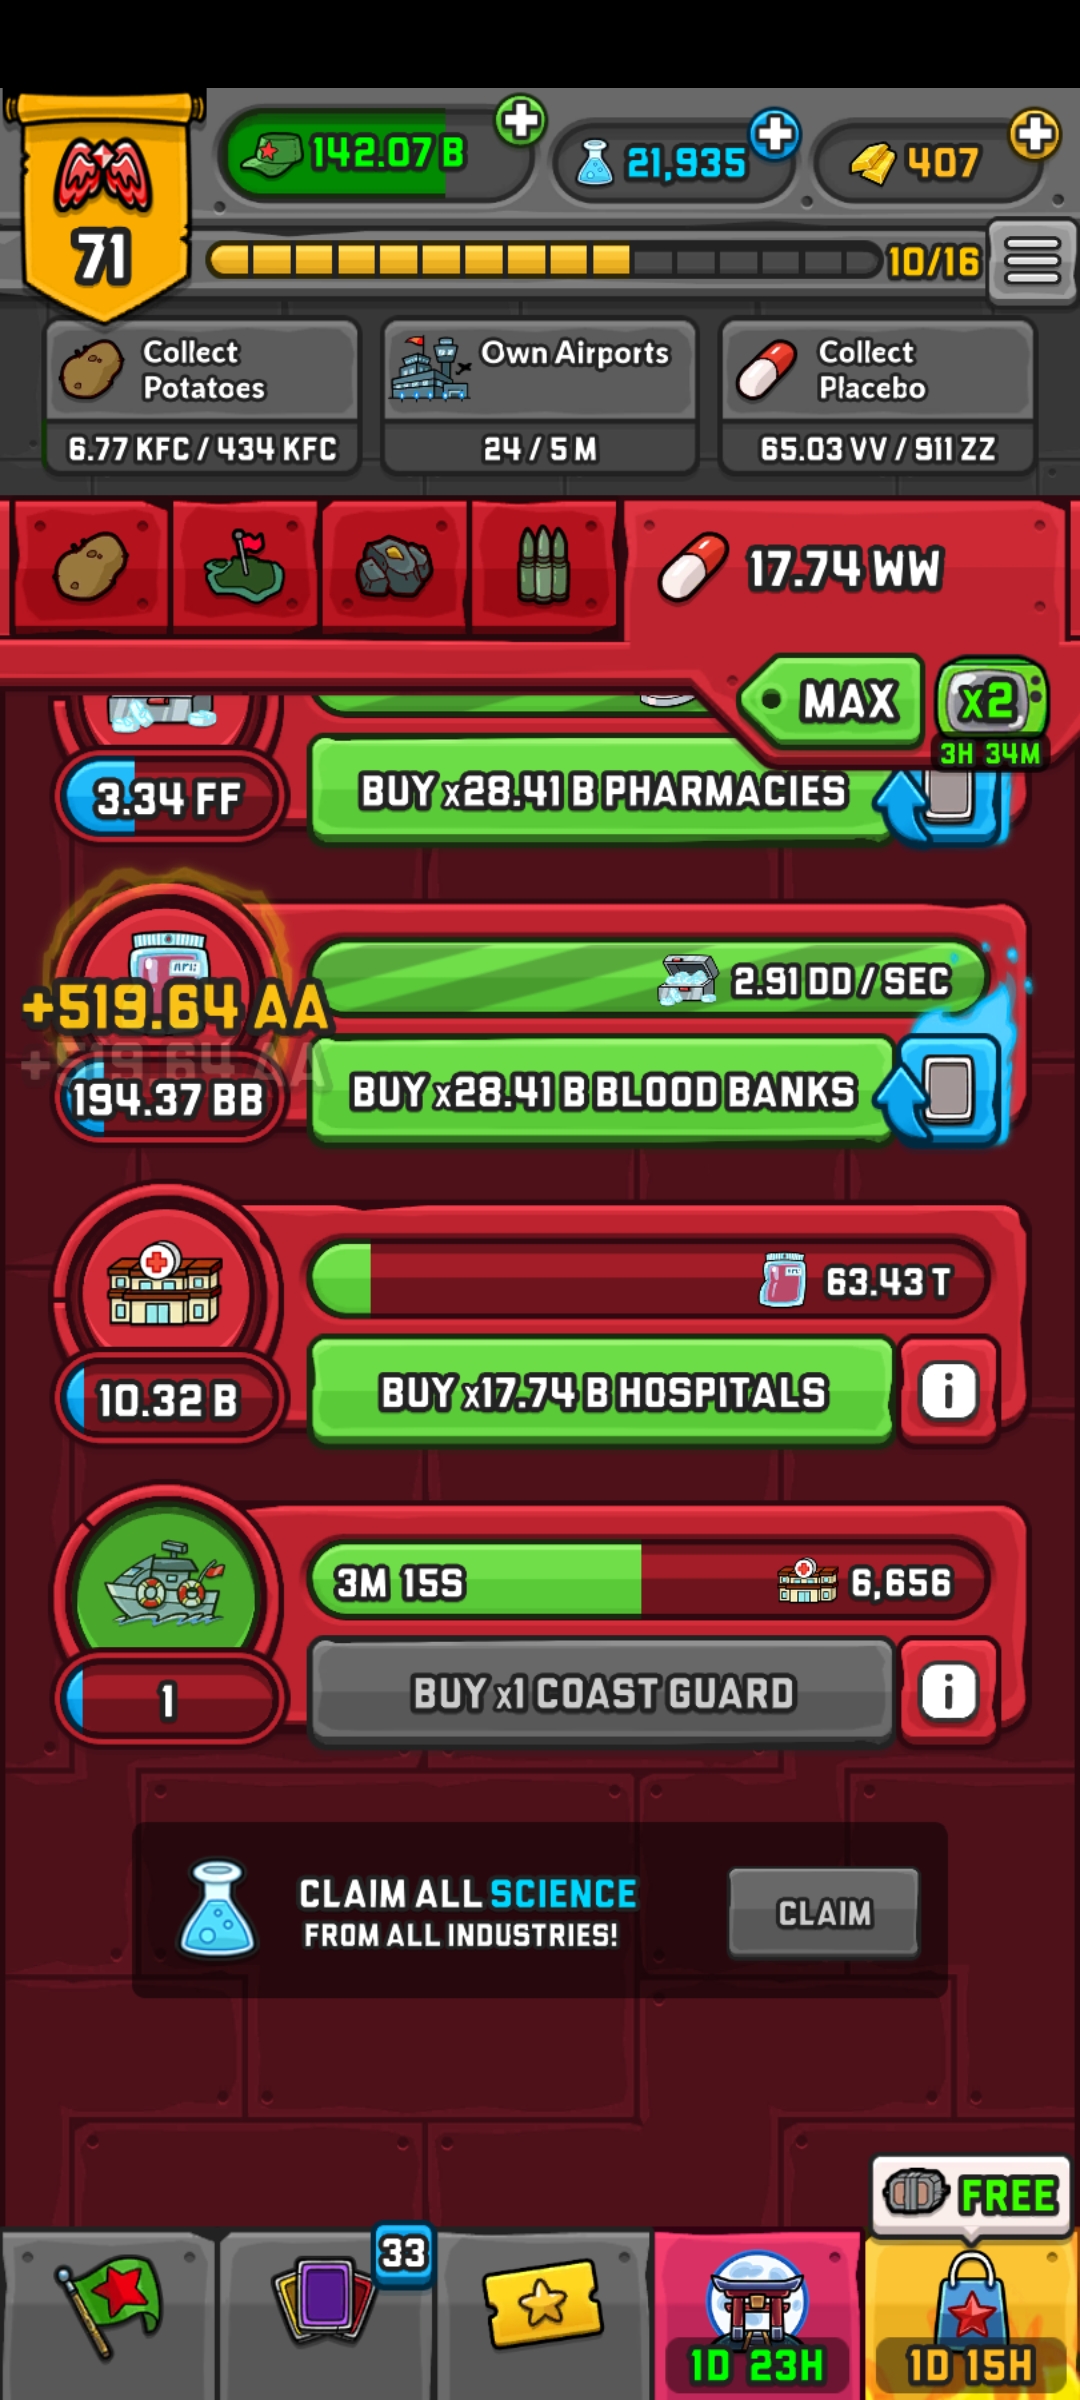 142.07 B
21,935
407
71
10/16
Collect
Potatoes
6.77 KFC / 434 KFC
Own Airports
24 / 5 M
Collect
Placebo
65.03 VV / 911 ZZ
17.74 WW
MAX
x2
3H 34M
3.34 FF
BUY x28.41 B PHARMACIES
2.91 DD / SEC
+519.64 AA
+519.64 AA
194.37 BB
BUY x28.41 B BLOOD BANKS
63.43 T
10.32 B
BUY x17.74 B HOSPITALS
i
3M 15S
6,656
1
BUY x1 COAST GUARD
i
CLAIM ALL SCIENCE
FROM ALL INDUSTRIES!
CLAIM
FREE
33
1D 23H
1D 15H